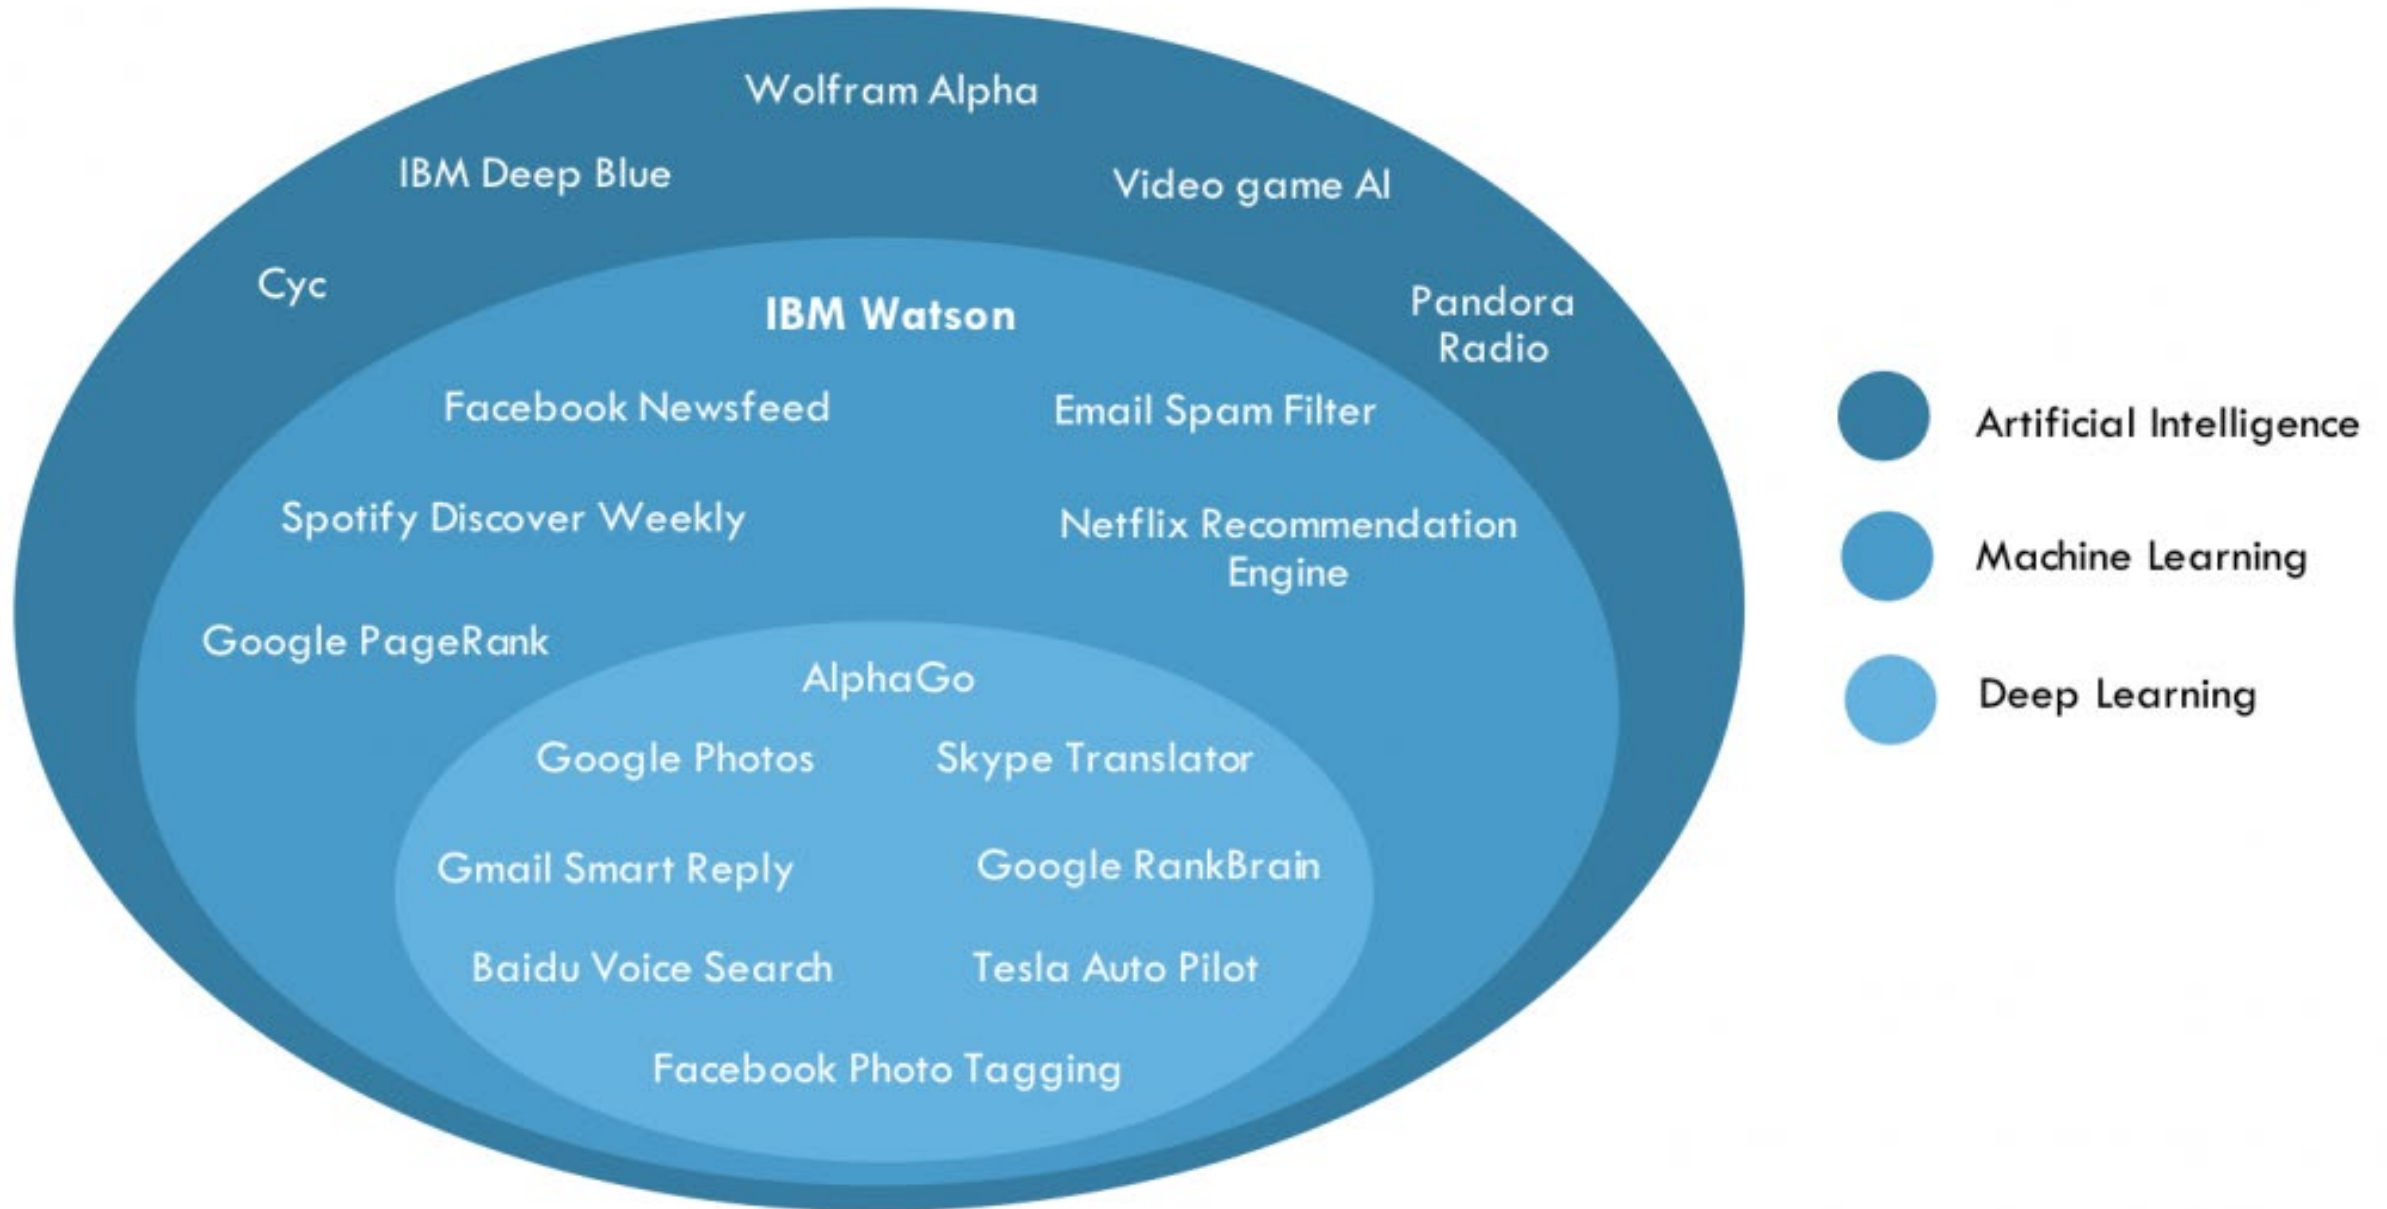 Wolfram Alpha
IBM Deep Blue
Video game AI
Cyc
Pandora
Radio
IBM Watson
Facebook Newsfeed
Email Spam Filter
Spotify Discover Weekly
Netflix Recommendation
Engine
Google PageRank
AlphaGo
Google Photos
Skype Translator
Gmail Smart Reply
Google RankBrain
Baidu Voice Search
Tesla Auto Pilot
Facebook Photo Tagging
Artificial Intelligence
Machine Learning
Deep Learning